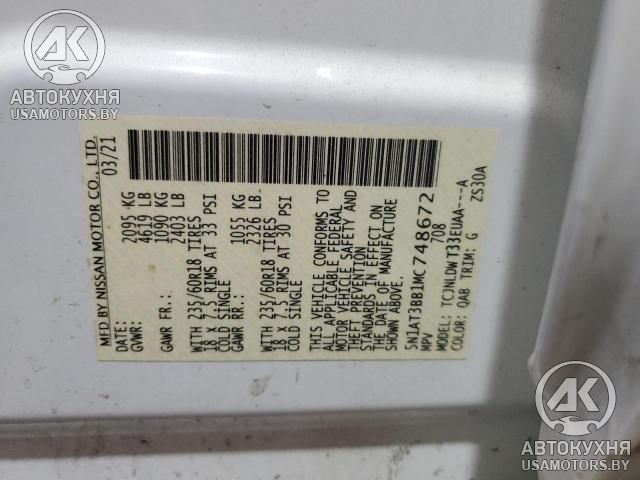 AK
АВТОКУХНЯ
USAMOTORS.BY
MFD BY NISSAN MOTOR CO., LTD.
DATE: 03/21
GVWR: 2095 KG
4619 LB
GAWR FR.: 1090 KG
2403 LB
WITH 235/60R18 TIRES
18 X 7.5 RIMS AT 33 PSI
COLD SINGLE
GAWR RR.: 1055 KG
2326 LB
WITH 235/60R18 TIRES
18 X 7.5 RIMS AT 30 PSI
COLD SINGLE
THIS VEHICLE CONFORMS TO
ALL APPLICABLE FEDERAL
MOTOR VEHICLE SAFETY AND
THEFT PREVENTION
STANDARDS IN EFFECT ON
THE DATE OF MANUFACTURE
5N1AT3BB1MC748672
MPV 708
MODEL: TCJNLDWT33EUAA---A
COLOR: QAB TRIM: G ZS30A
AK
АВТОКУХНЯ
USAMOTORS.BY